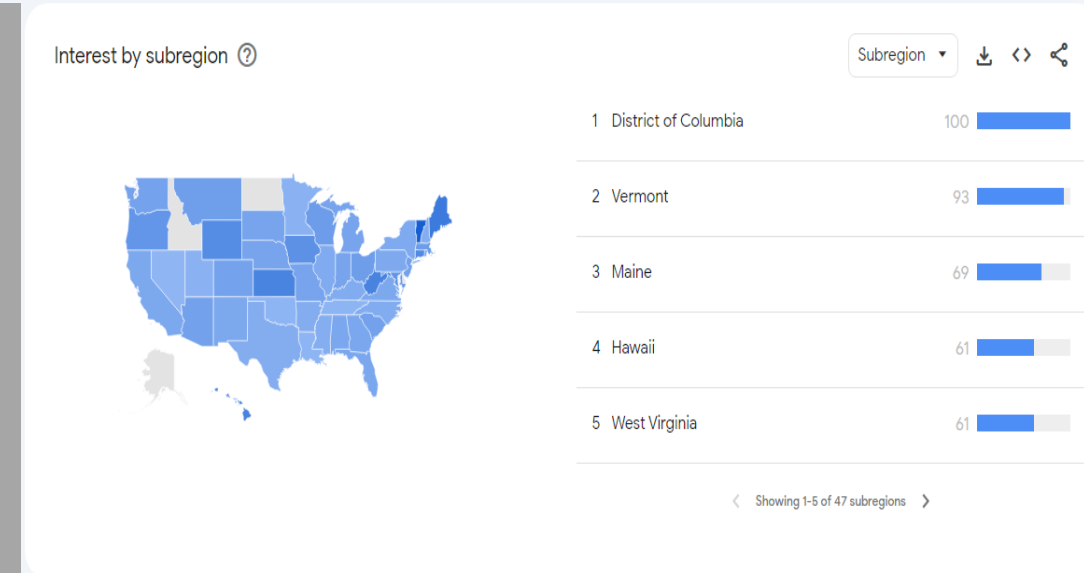 Interest by subregion
Subregion
1 District of Columbia 100
2 Vermont 93
3 Maine 69
4 Hawaii 61
5 West Virginia 61
Showing 1-5 of 47 subregions